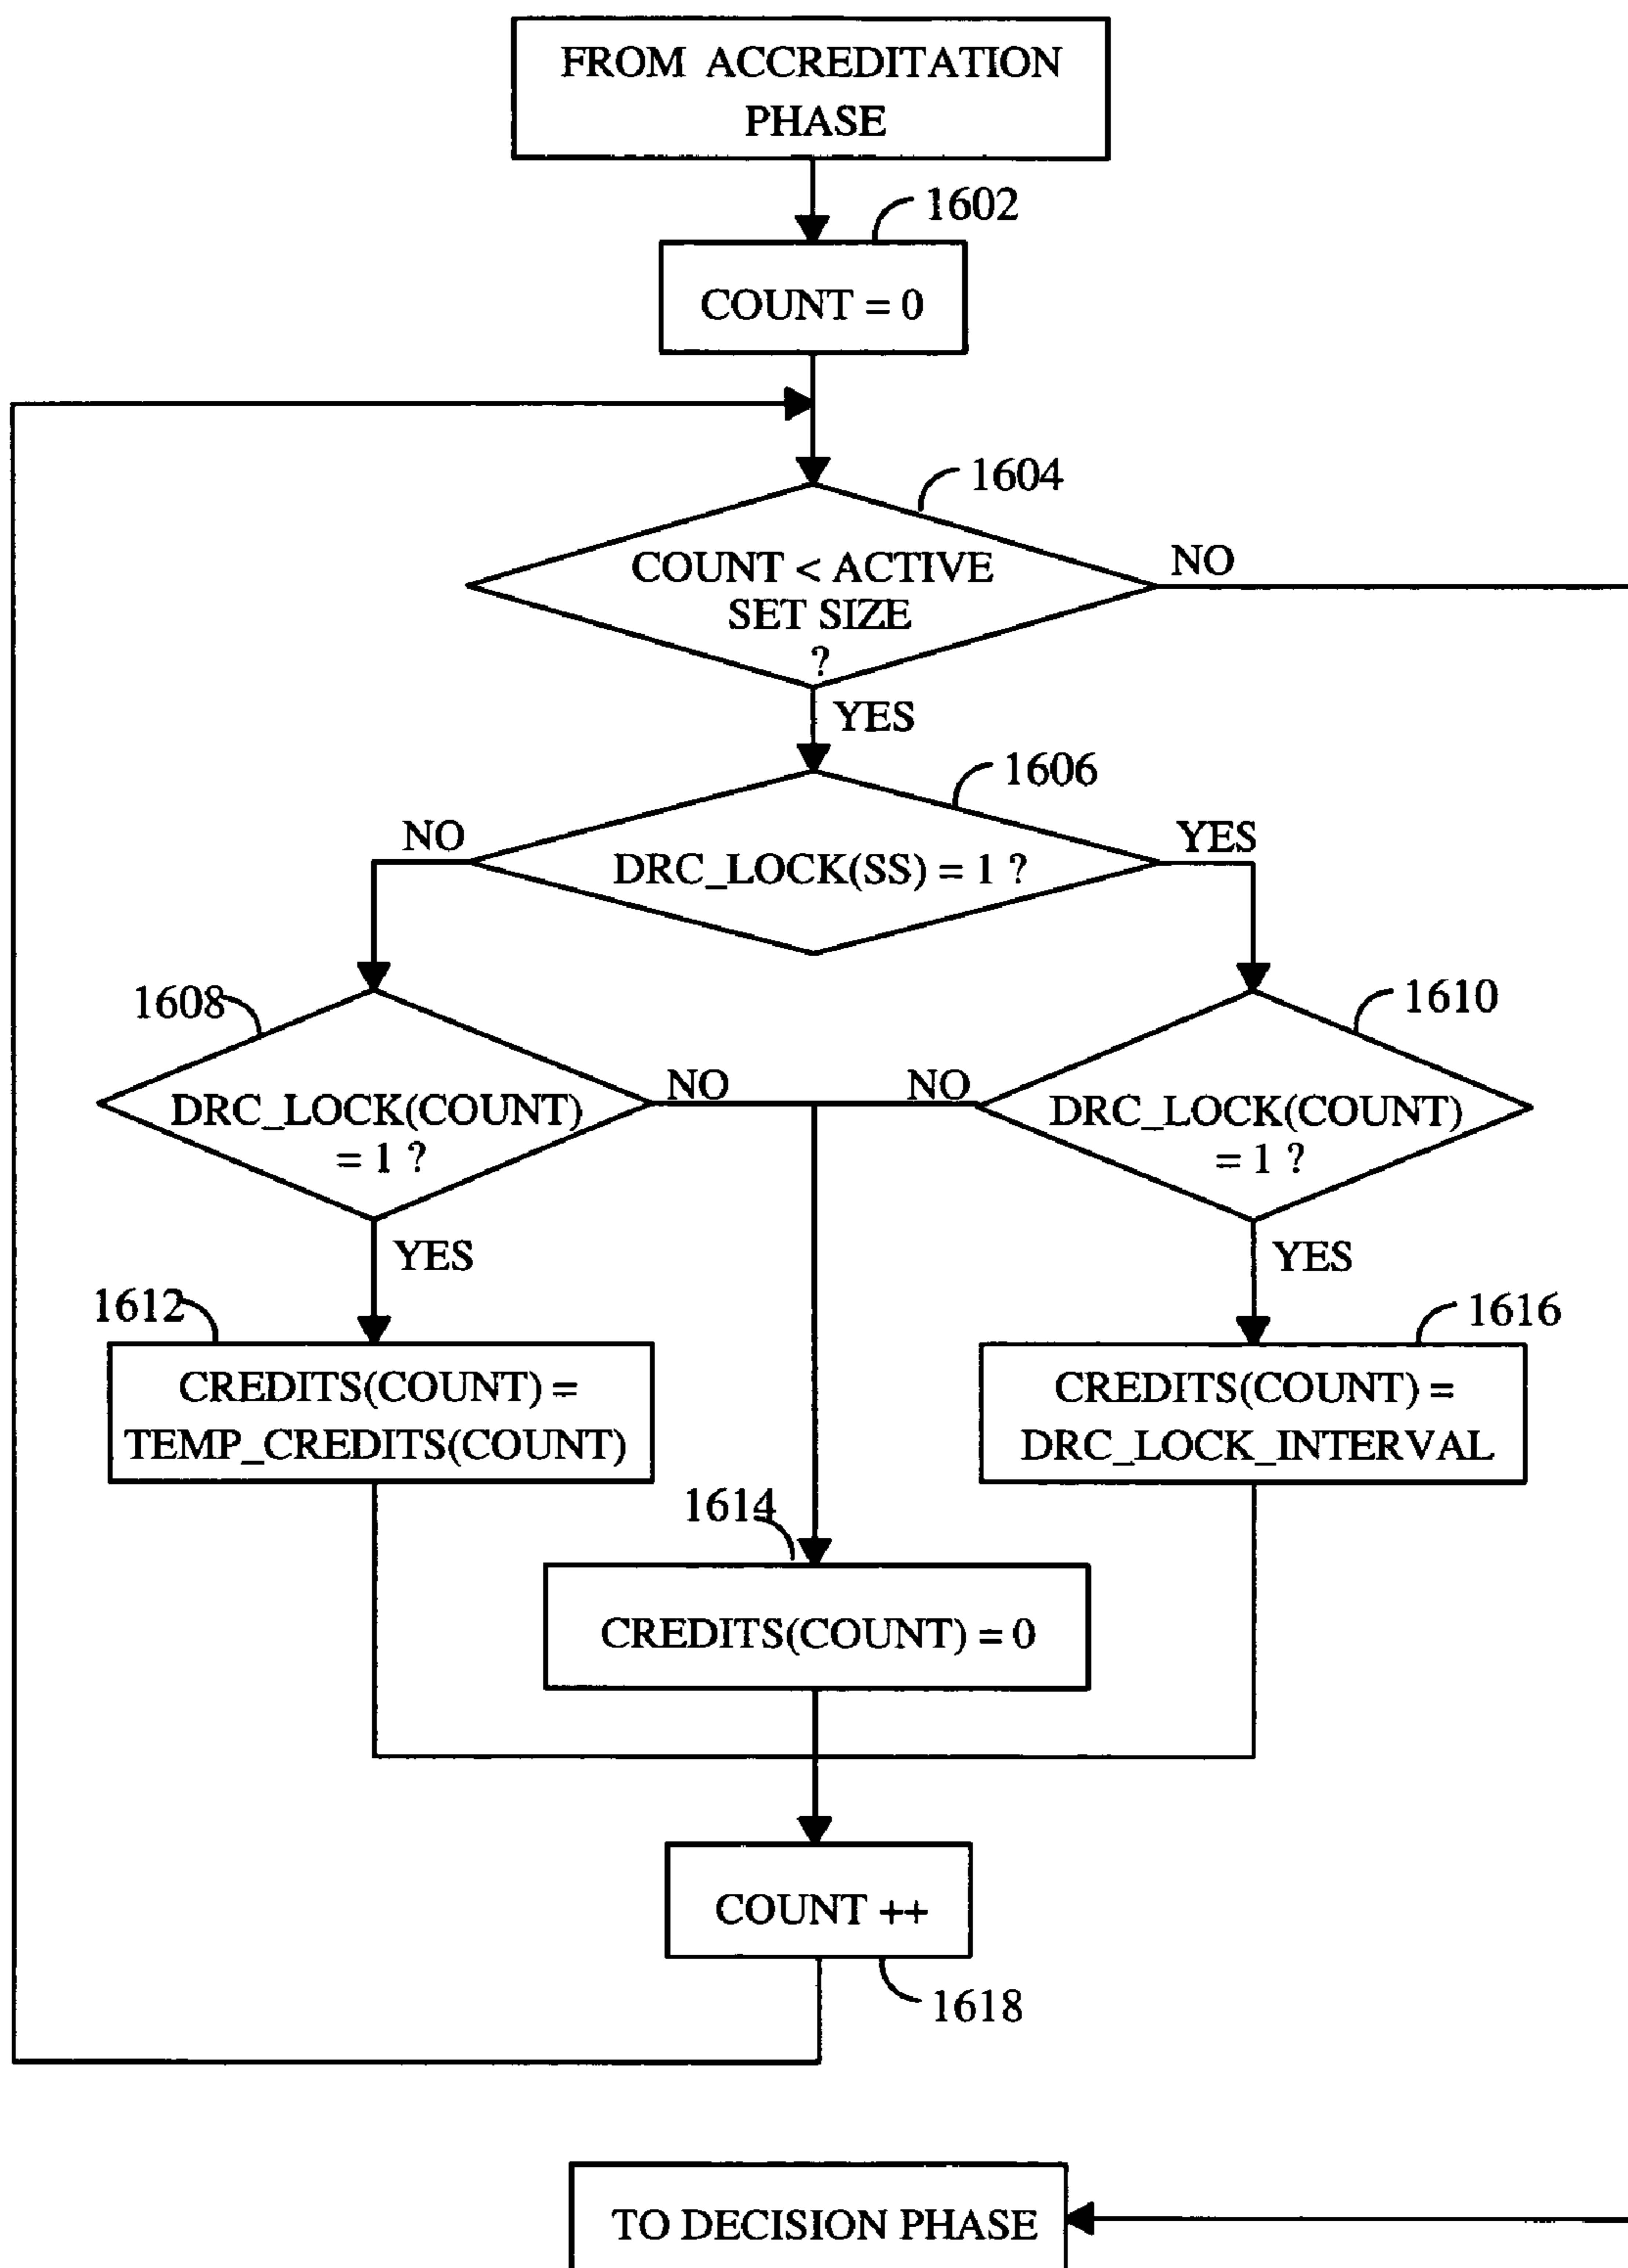 FROM ACCREDITATION
PHASE
1602
COUNT = 0
1604
COUNT < ACTIVE
SET SIZE
?
NO
YES
1606
NO
YES
DRC_LOCK(SS) = 1 ?
1608
1610
NO
NO
DRC_LOCK(COUNT)
= 1 ?
DRC_LOCK(COUNT)
= 1 ?
YES
YES
1612
1616
CREDITS(COUNT) =
TEMP_CREDITS(COUNT)
CREDITS(COUNT) =
DRC_LOCK_INTERVAL
1614
CREDITS(COUNT) = 0
COUNT ++
1618
TO DECISION PHASE